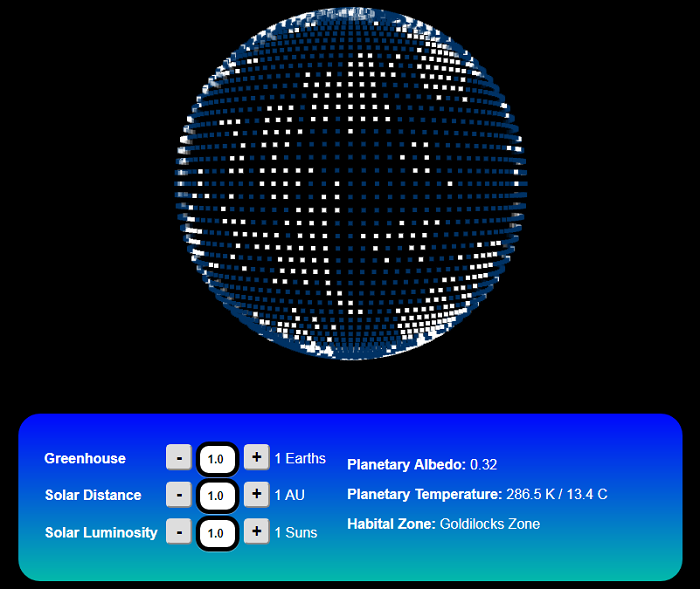 Greenhouse - 1.0 + 1 Earths
Solar Distance - 1.0 + 1 AU
Solar Luminosity - 1.0 + 1 Suns
Planetary Albedo: 0.32
Planetary Temperature: 286.5 K / 13.4 C
Habital Zone: Goldilocks Zone